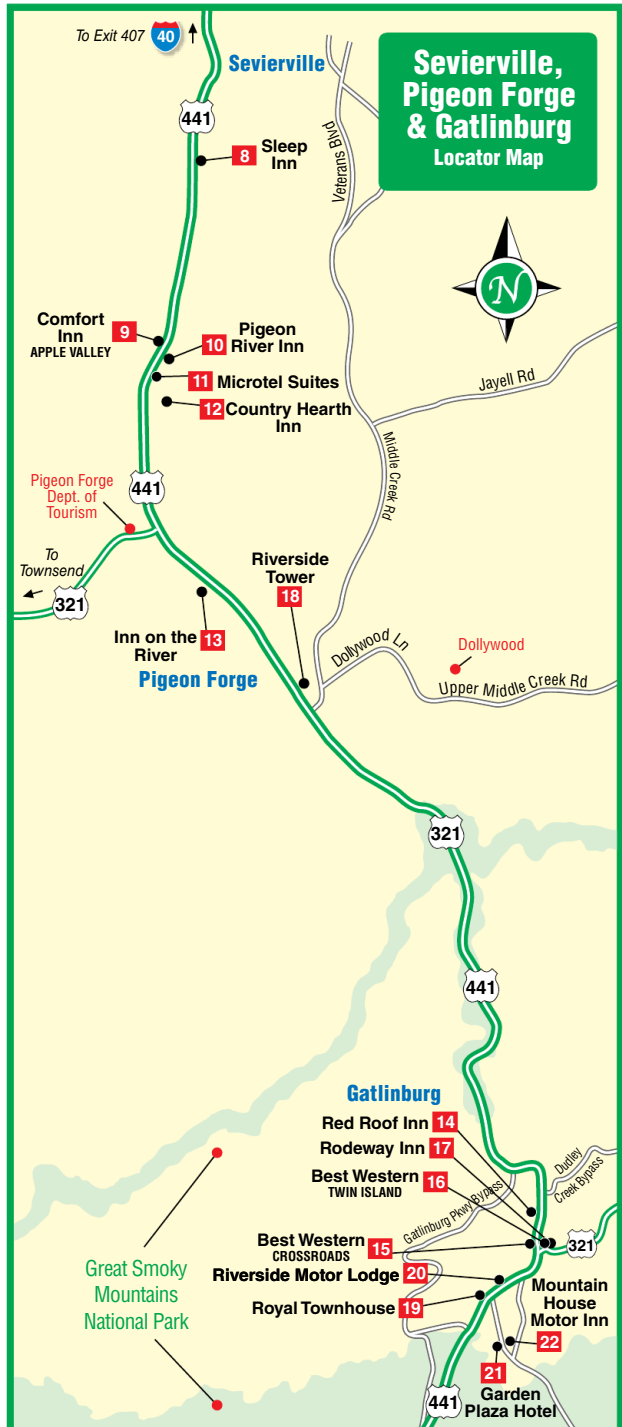 To Exit 407
40
Sevierville
Sevierville,
Pigeon Forge
& Gatlinburg
Locator Map
441
8 Sleep
Inn
Veterans Blvd
N
Comfort
Inn
APPLE VALLEY
9
10 Pigeon
River Inn
11 Microtel Suites
12 Country Hearth
Inn
Jayell Rd
Middle Creek Rd
441
Pigeon Forge
Dept. of
Tourism
To
Townsend
321
Riverside
Tower
18
Inn on the
River
13
Pigeon Forge
Dollywood Ln
Dollywood
Upper Middle Creek Rd
321
441
Gatlinburg
Red Roof Inn 14
Rodeway Inn 17
Best Western
TWIN ISLAND
16
Dudley
Creek Bypass
Gatlinburg Pkwy Bypass
Best Western
CROSSROADS
15
321
Riverside Motor Lodge 20
Royal Townhouse 19
Great Smoky
Mountains
National Park
Mountain
House
Motor Inn
22
21
Garden
Plaza Hotel
441